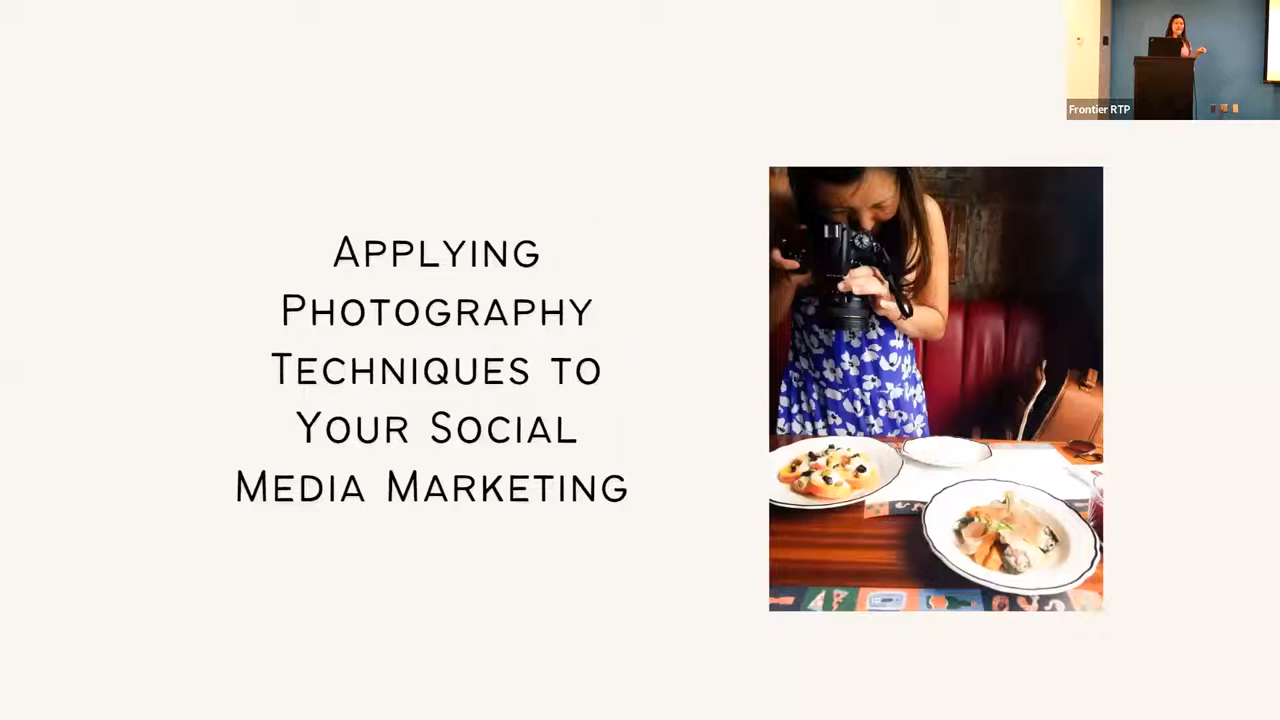 Applying
Photography
Techniques to
Your Social
Media Marketing
Frontier RTP